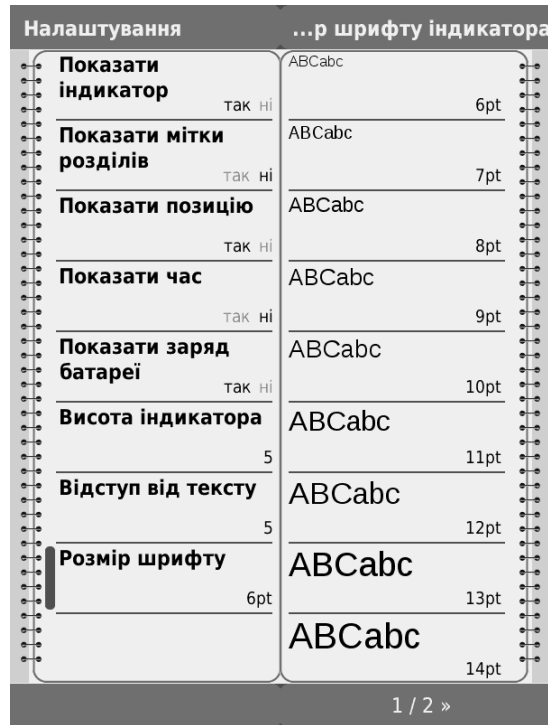 Налаштування
Показати
індикатор
так ні
Показати мітки
розділів
так ні
Показати позицію
так ні
Показати час
так ні
Показати заряд
батареї
так ні
Висота індикатора
5
Відступ від тексту
5
Розмір шрифту
6pt
...р шрифту індикатора
ABCabc
6pt
ABCabc
7pt
ABCabc
8pt
ABCabc
9pt
ABCabc
10pt
ABCabc
11pt
ABCabc
12pt
ABCabc
13pt
ABCabc
14pt
1 / 2 »